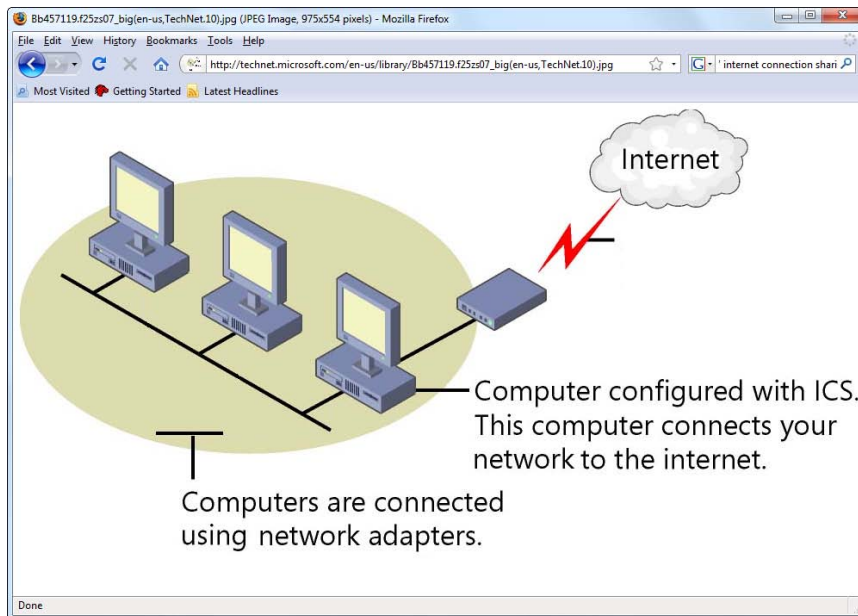 Bb457119.f25zs07_big(en-us,TechNet.10).jpg (JPEG Image, 975x554 pixels) - Mozilla Firefox
File Edit View History Bookmarks Tools Help
http://technet.microsoft.com/en-us/library/Bb457119.f25zs07_big(en-us,TechNet.10).jpg G ' internet connection shari
Most Visited Getting Started Latest Headlines
Internet
Computer configured with ICS.
This computer connects your
network to the internet.
Computers are connected
using network adapters.
Done